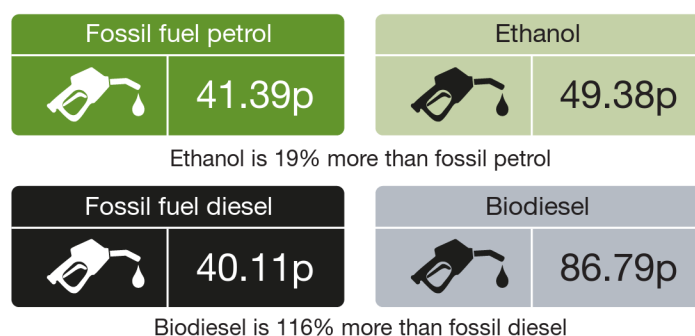 Fossil fuel petrol
41.39p
Ethanol
49.38p
Ethanol is 19% more than fossil petrol
Fossil fuel diesel
40.11p
Biodiesel
86.79p
Biodiesel is 116% more than fossil diesel